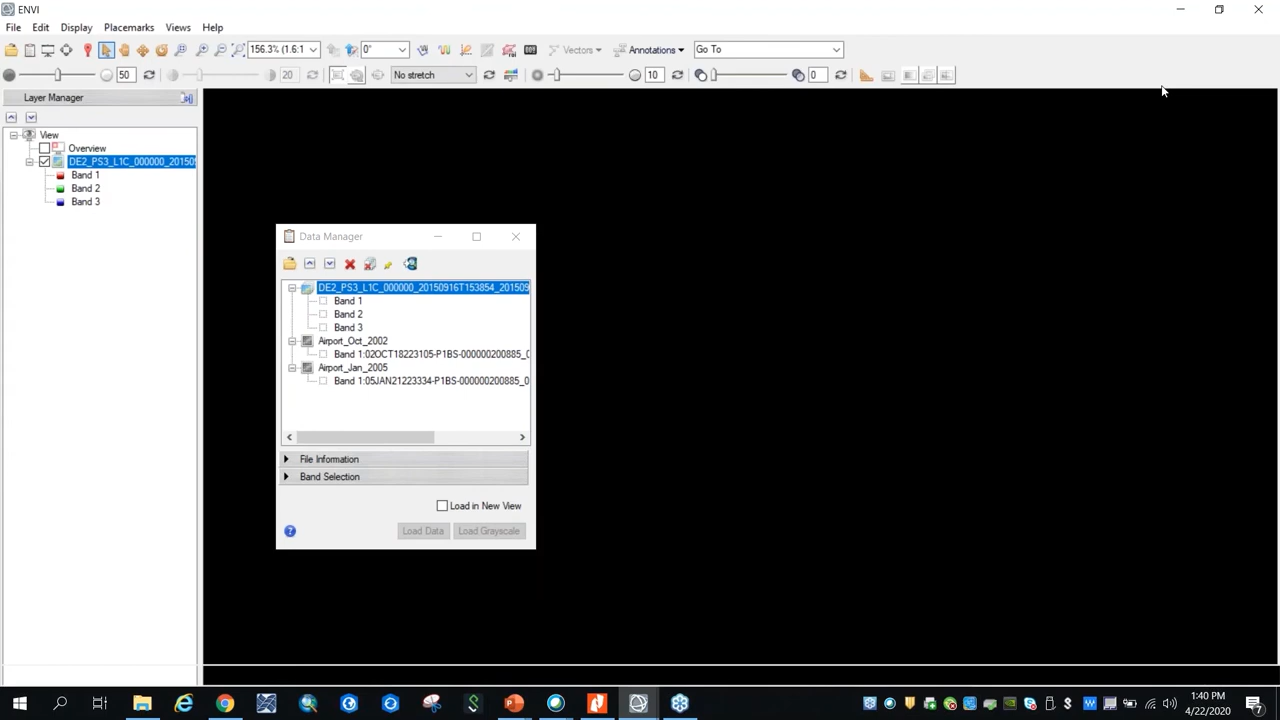 ENVI
File Edit Display Placemarks Views Help
156.3% (1.6:1 0° Vectors Annotations Go To
50 20 No stretch 10 0
Layer Manager
View
Overview
DE2_PS3_L1C_000000_201509
Band 1
Band 2
Band 3
Data Manager
DE2_PS3_L1C_000000_20150916T153854_201509
Band 1
Band 2
Band 3
Airport_Oct_2002
Band 1:02OCT18223105-P1BS-000000200885_0
Airport_Jan_2005
Band 1:05JAN21223334-P1BS-000000200885_0
File Information
Band Selection
Load in New View
Load Data Load Grayscale
1:40 PM
4/22/2020
7